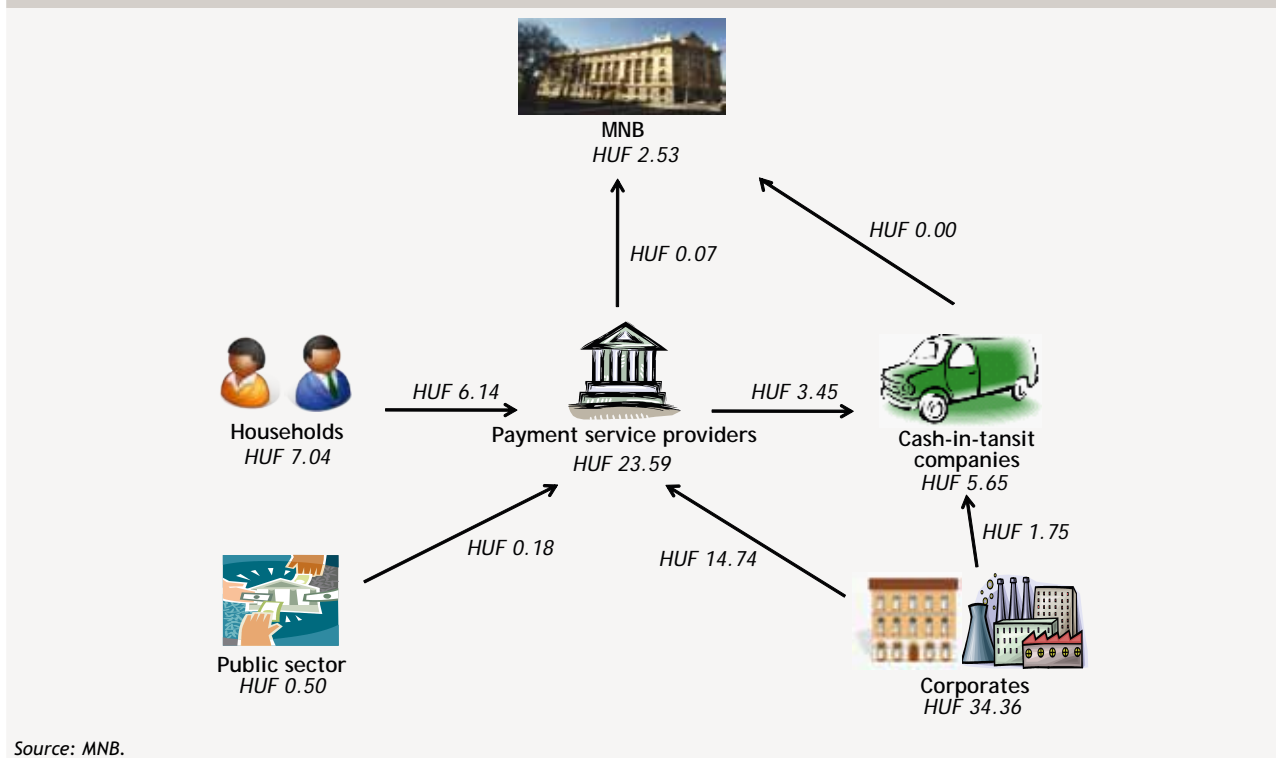 MNB
HUF 2.53
HUF 0.00
HUF 0.07
HUF 6.14
HUF 3.45
Households
HUF 7.04
Payment service providers
HUF 23.59
Cash-in-tansit
companies
HUF 5.65
HUF 0.18
HUF 14.74
HUF 1.75
Public sector
HUF 0.50
Corporates
HUF 34.36
Source: MNB.